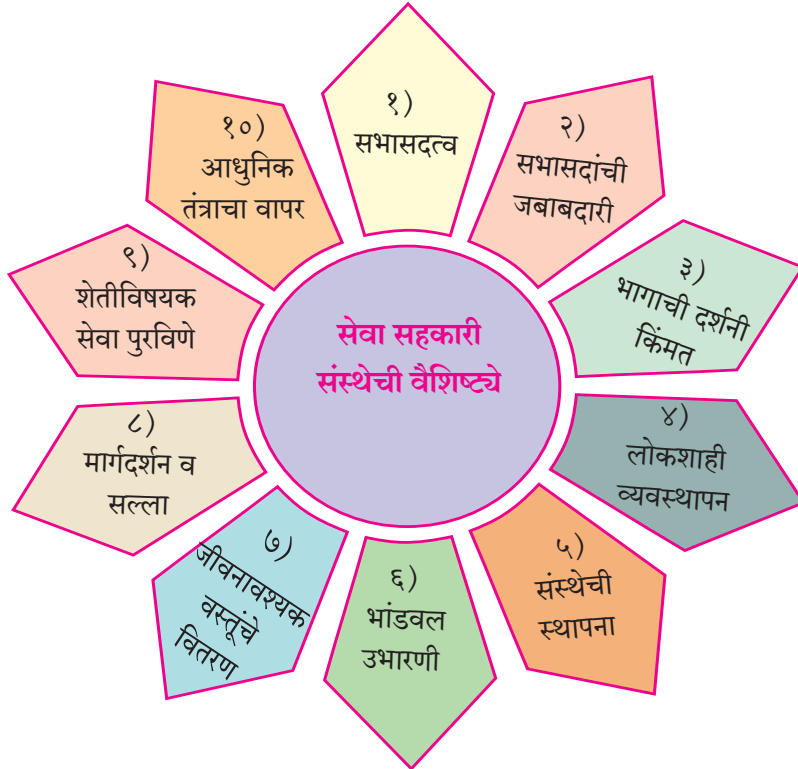 सेवा सहकारी
संस्थेची वैशिष्ट्ये
१)
सभासदत्व
२)
सभासदांची
जबाबदारी
३)
भागाची दर्शनी
किंमत
४)
लोकशाही
व्यवस्थापन
५)
संस्थेची
स्थापना
६)
भांडवल
उभारणी
७)
जीवनावश्यक
वस्तूंचे
वितरण
८)
मार्गदर्शन व
सल्ला
९)
शेतीविषयक
सेवा पुरविणे
१०)
आधुनिक
तंत्राचा वापर